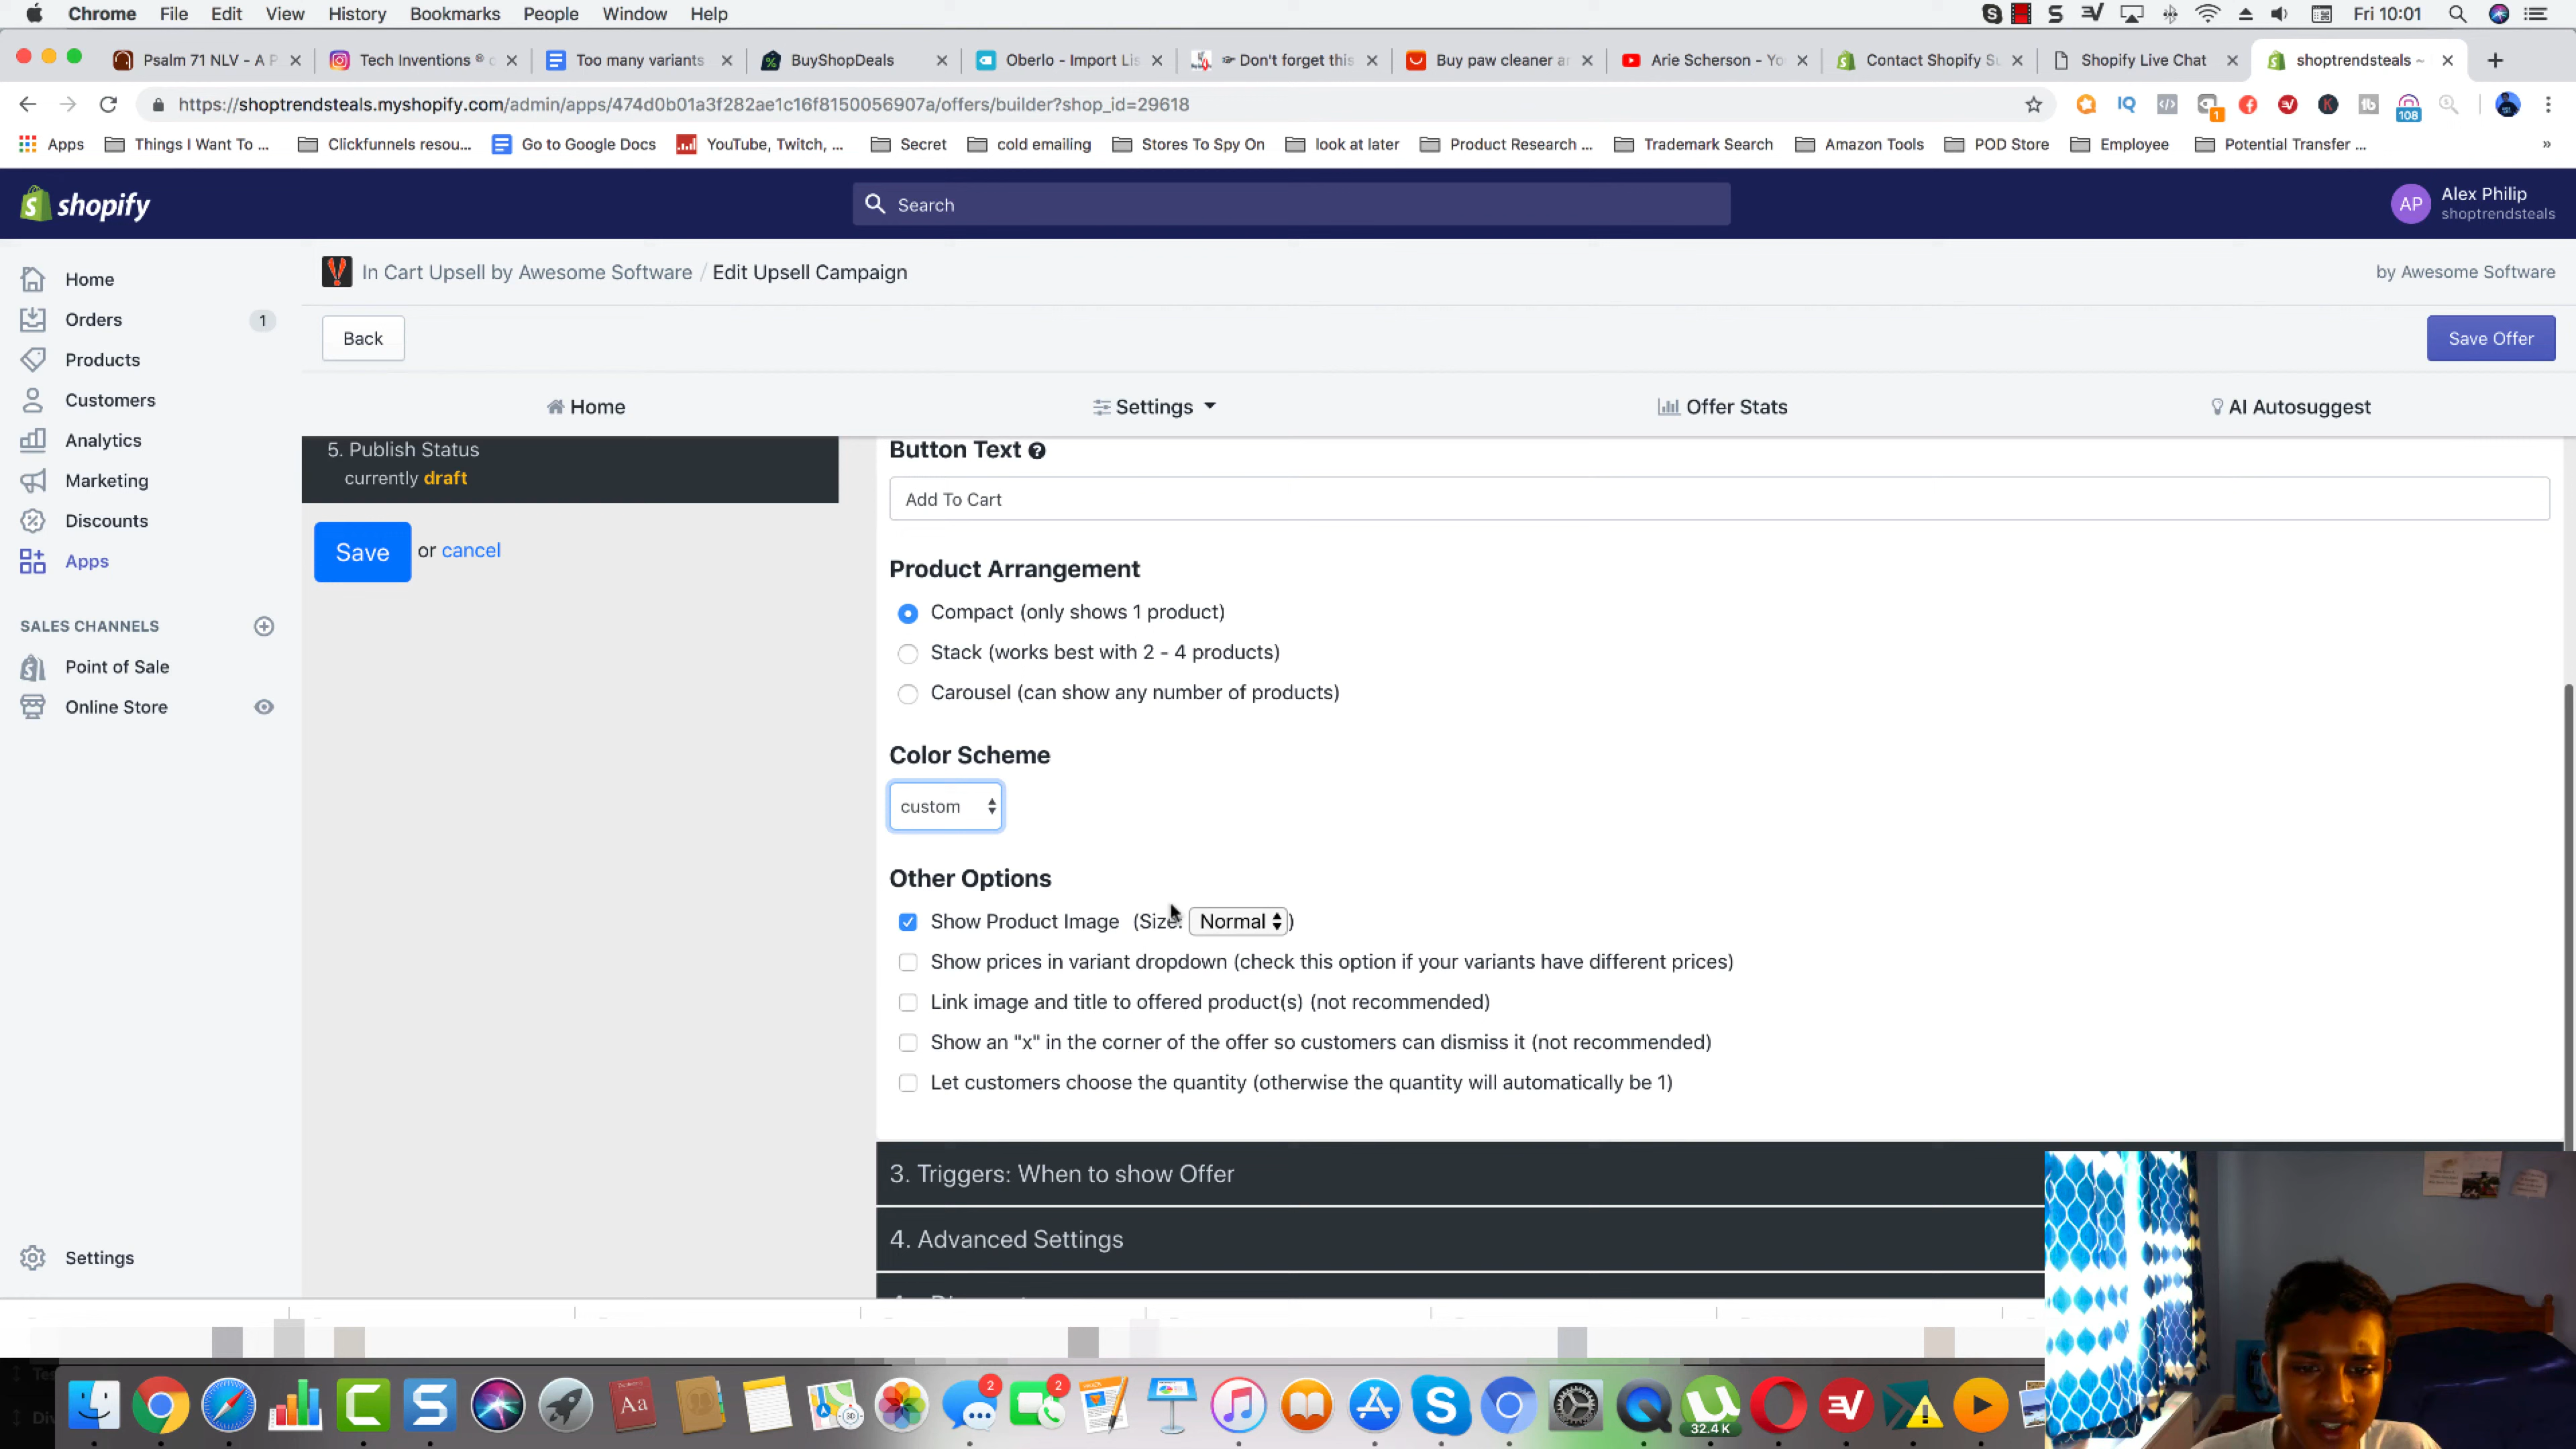 Chrome File Edit View History Bookmarks People Window Help Fri 10:01
Psalm 71 NLV - A P
Tech Inventions ®
Too many variants
BuyShopDeals
Oberlo - Import Lis
Don't forget this
Buy paw cleaner a
Arie Scherson - Yo
Contact Shopify Su
Shopify Live Chat
shoptrendsteals ~
https://shoptrendsteals.myshopify.com/admin/apps/474d0b01a3f282ae1c16f8150056907a/offers/builder?shop_id=29618
1
108
Apps Things I Want To ... Clickfunnels resou... Go to Google Docs YouTube, Twitch, ... Secret cold emailing Stores To Spy On look at later Product Research ... Trademark Search Amazon Tools POD Store Employee Potential Transfer ... »
shopify
Search
AP
Alex Philip
shoptrendsteals
In Cart Upsell by Awesome Software / Edit Upsell Campaign
by Awesome Software
Back
Save Offer
Home
Settings
Offer Stats
AI Autosuggest
Home
Orders 1
Products
Customers
Analytics
Marketing
Discounts
Apps
SALES CHANNELS
Point of Sale
Online Store
Settings
5. Publish Status
currently draft
Save or cancel
Button Text
Add To Cart
Product Arrangement
Compact (only shows 1 product)
Stack (works best with 2 - 4 products)
Carousel (can show any number of products)
Color Scheme
custom
Other Options
Show Product Image (Size: Normal )
Show prices in variant dropdown (check this option if your variants have different prices)
Link image and title to offered product(s) (not recommended)
Show an "x" in the corner of the offer so customers can dismiss it (not recommended)
Let customers choose the quantity (otherwise the quantity will automatically be 1)
3. Triggers: When to show Offer
4. Advanced Settings
Aa
2
2
32.4 K